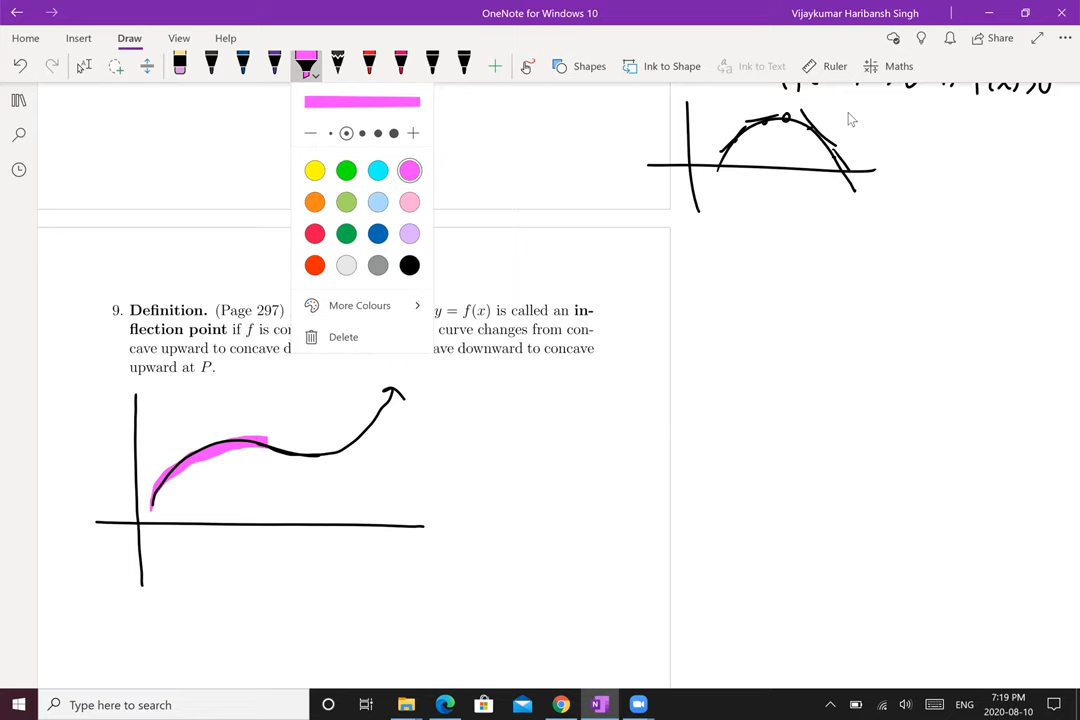 OneNote for Windows 10
Vijaykumar Haribansh Singh
Home Insert Draw View Help
Share
Shapes Ink to Shape Ink to Text Ruler Maths
More Colours
Delete
9. Definition. (Page 297) y = f(x) is called an in-
flection point if f is con curve changes from con-
cave upward to concave d ave downward to concave
upward at P.
Type here to search
ENG
7:19 PM
2020-08-10